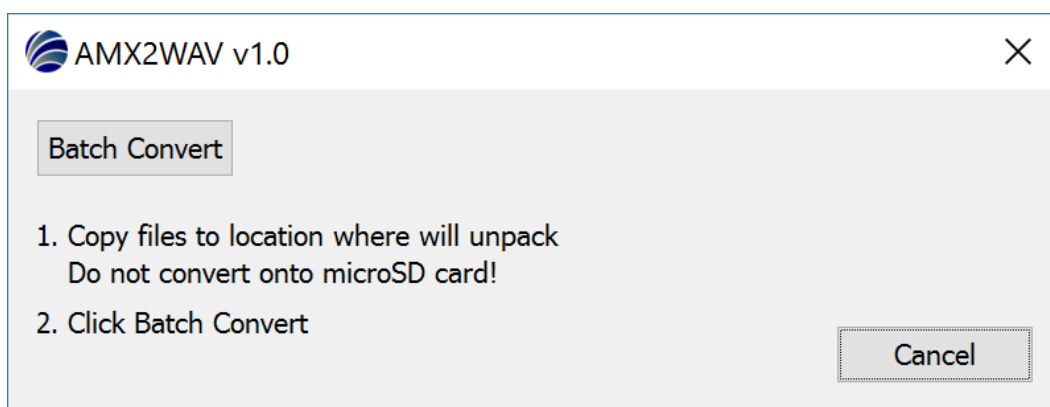 AMX2WAV v1.0
Batch Convert
1. Copy files to location where will unpack
Do not convert onto microSD card!
2. Click Batch Convert
Cancel